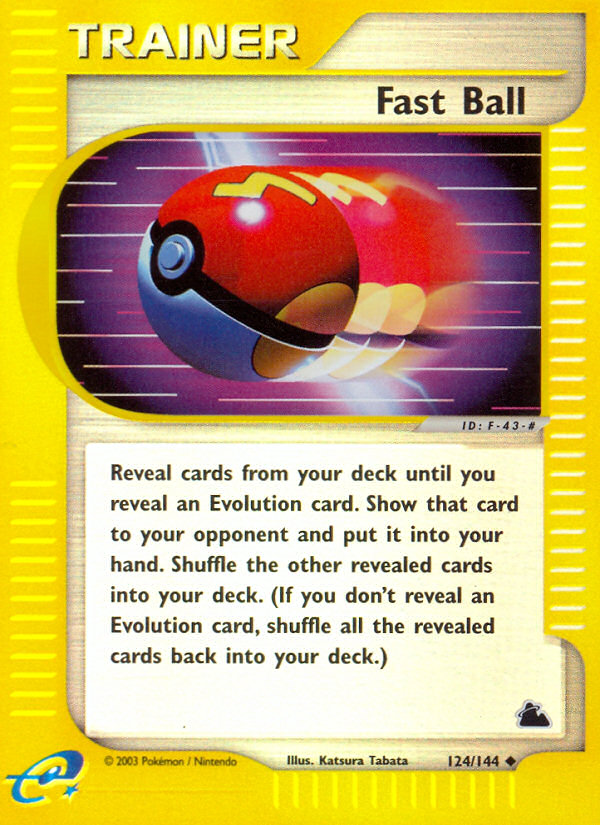 TRAINER
Fast Ball
ID: F-43-#
Reveal cards from your deck until you
reveal an Evolution card. Show that card
to your opponent and put it into your
hand. Shuffle the other revealed cards
into your deck. (If you don't reveal an
Evolution card, shuffle all the revealed
cards back into your deck.)
© 2003 Pokémon / Nintendo
Illus. Katsura Tabata
124/144 ◆
e